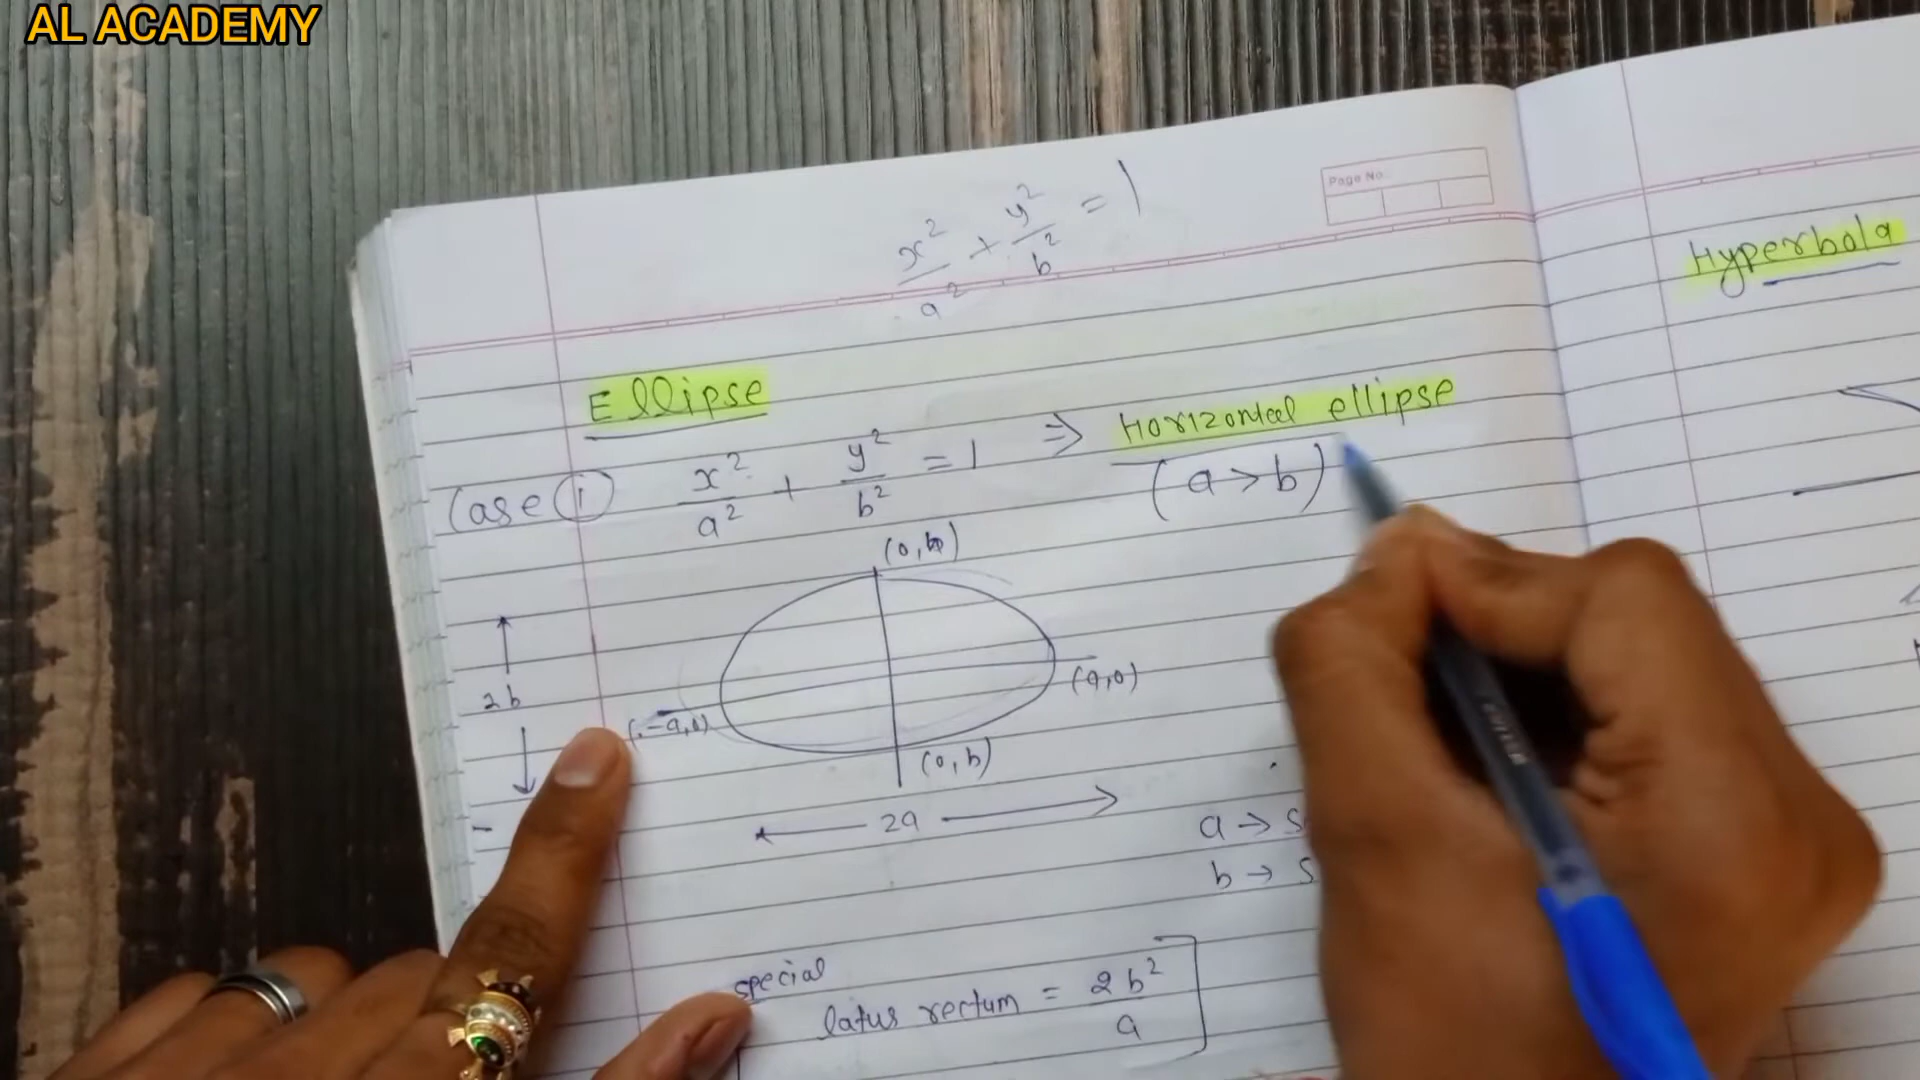 AL ACADEMY
Page No.
x²/a² + y²/b² = 1
Hyperbola
Ellipse
Case (i) x²/a² + y²/b² = 1 ⇒ Horizontal ellipse
(a > b)
(0, b)
2b
(-a, 0)
(a, 0)
(0, b)
2a
a →
b →
special
latus rectum = 2b²/a